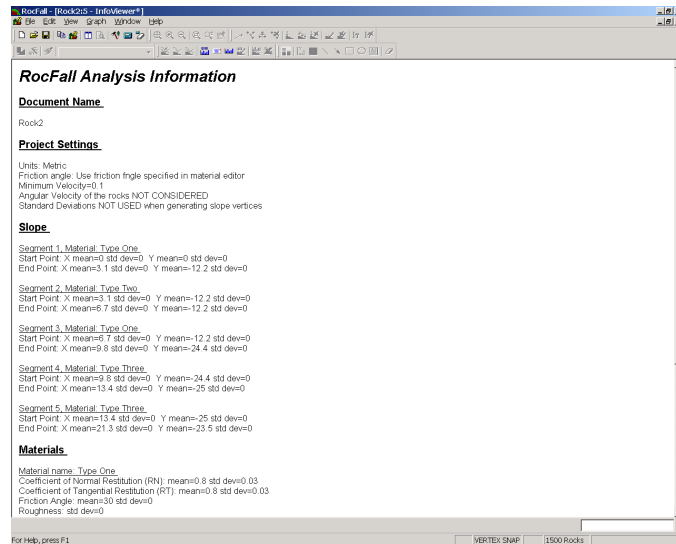 RocFall - [Rock2:5 - InfoViewer*]
File Edit View Graph Window Help
RocFall Analysis Information
Document Name
Rock2
Project Settings
Units: Metric
Friction angle: Use friction fngle specified in material editor
Minimum Velocity=0.1
Angular Velocity of the rocks NOT CONSIDERED
Standard Deviations NOT USED when generating slope vertices
Slope
Segment 1, Material: Type One
Start Point: X mean=0 std dev=0 Y mean=0 std dev=0
End Point: X mean=3.1 std dev=0 Y mean=-12.2 std dev=0
Segment 2, Material: Type Two
Start Point: X mean=3.1 std dev=0 Y mean=-12.2 std dev=0
End Point: X mean=6.7 std dev=0 Y mean=-12.2 std dev=0
Segment 3, Material: Type One
Start Point: X mean=6.7 std dev=0 Y mean=-12.2 std dev=0
End Point: X mean=9.8 std dev=0 Y mean=-24.4 std dev=0
Segment 4, Material: Type Three
Start Point: X mean=9.8 std dev=0 Y mean=-24.4 std dev=0
End Point: X mean=13.4 std dev=0 Y mean=-25 std dev=0
Segment 5, Material: Type Three
Start Point: X mean=13.4 std dev=0 Y mean=-25 std dev=0
End Point: X mean=21.3 std dev=0 Y mean=-23.5 std dev=0
Materials
Material name: Type One
Coefficient of Normal Restitution (RN): mean=0.8 std dev=0.03
Coefficient of Tangential Restitution (RT): mean=0.8 std dev=0.03
Friction Angle: mean=30 std dev=0
Roughness: std dev=0
For Help, press F1 VERTEX SNAP 1500 Rocks